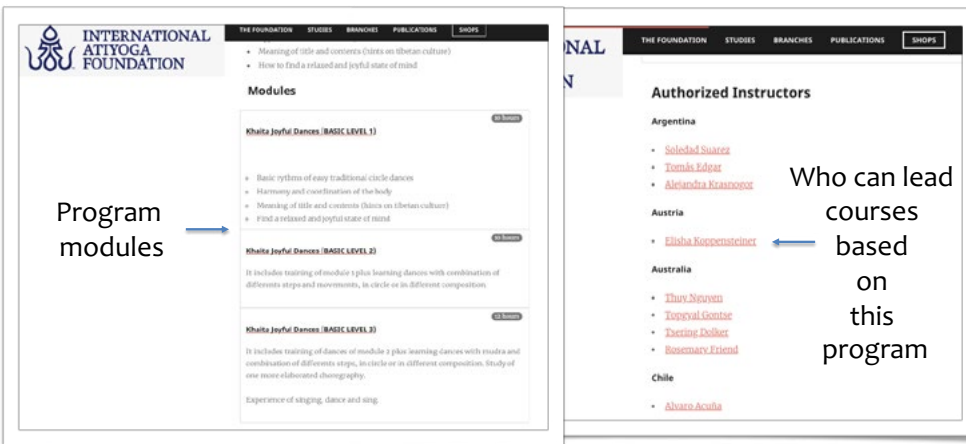 INTERNATIONAL
ATIYOGA
FOUNDATION
THE FOUNDATION STUDIES BRANCHES PUBLICATIONS SHOPS
Meaning of title and contents (hints on tibetan culture)
How to find a relaxed and joyful state of mind
Modules
10 hours
Khaita Joyful Dances (BASIC LEVEL 1)
Basic rythms of easy traditional circle dances
Harmony and coordination of the body
Meaning of title and contents (hints on tibetan culture)
Find a relaxed and joyful state of mind
10 hours
Khaita Joyful Dances (BASIC LEVEL 2)
It includes training of module 1 plus learning dances with combination of
differents steps and movements, in circle or in different composition
12 hours
Khaita Joyful Dances (BASIC LEVEL 3)
It includes training of dances of module 2 plus learning dances with mudra and
combination of differents steps, in circle or in different composition. Study of
one more elaborated choregraphy.
Experience of singing, dance and sing.
Program
modules
NAL
N
THE FOUNDATION STUDIES BRANCHES PUBLICATIONS SHOPS
Authorized Instructors
Argentina
Soledad Suarez
Tomás Edgar
Alejandra Krasnogor
Austria
Elisha Koppensteiner
Australia
Thuy Nguyen
Topgyal Gontse
Tsering Dolker
Rosemary Friend
Chile
Alvaro Acuña
Who can lead
courses
based
on
this
program